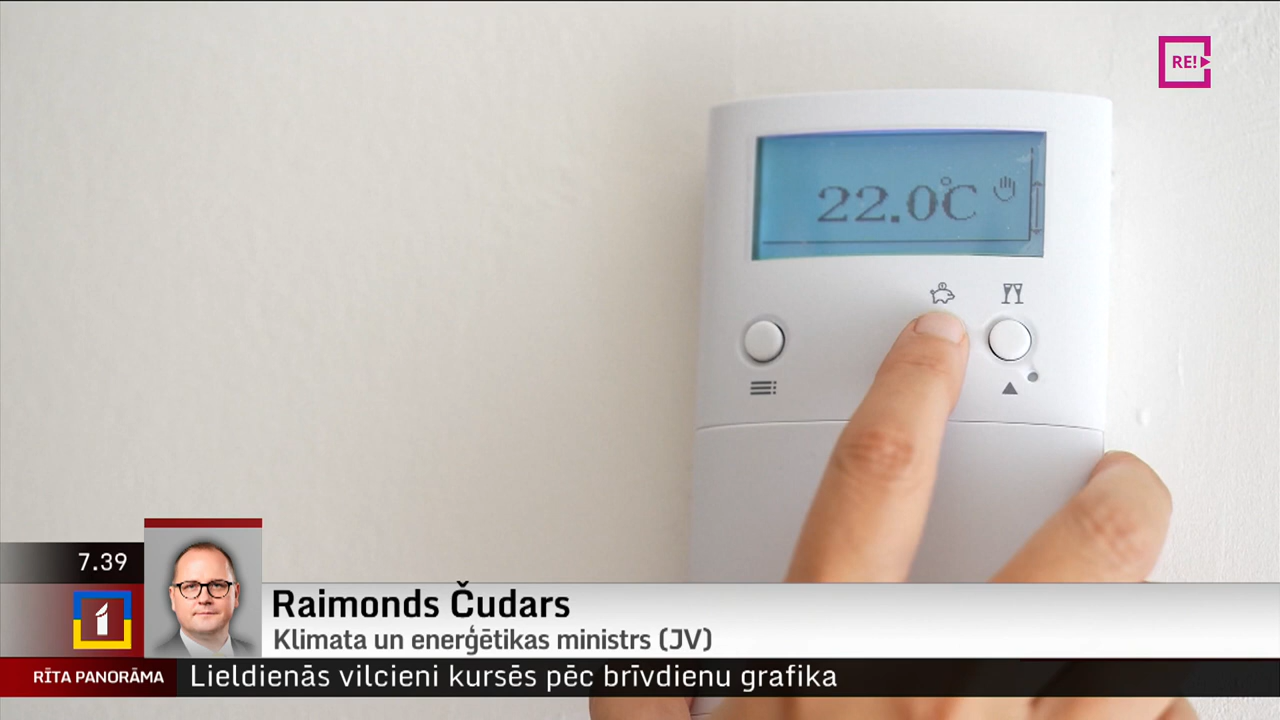 RE!
22.0°C
7.39
1
Raimonds Čudars
Klimata un enerģētikas ministrs (JV)
RĪTA PANORĀMA
Lieldienās vilcieni kursēs pēc brīvdienu grafika